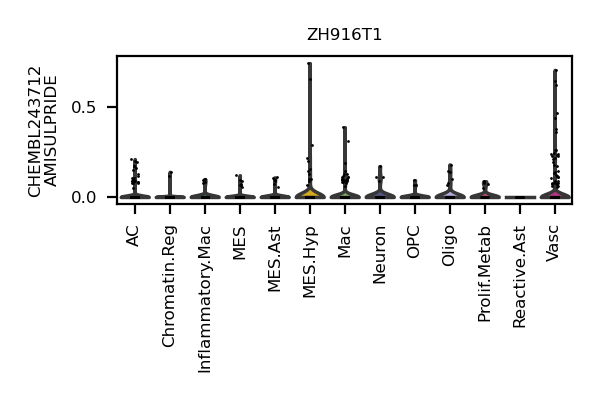 ZH916T1
CHEMBL243712
AMISULPRIDE
0.5
0.0
AC
Chromatin.Reg
Inflammatory.Mac
MES
MES.Ast
MES.Hyp
Mac
Neuron
OPC
Oligo
Prolif.Metab
Reactive.Ast
Vasc